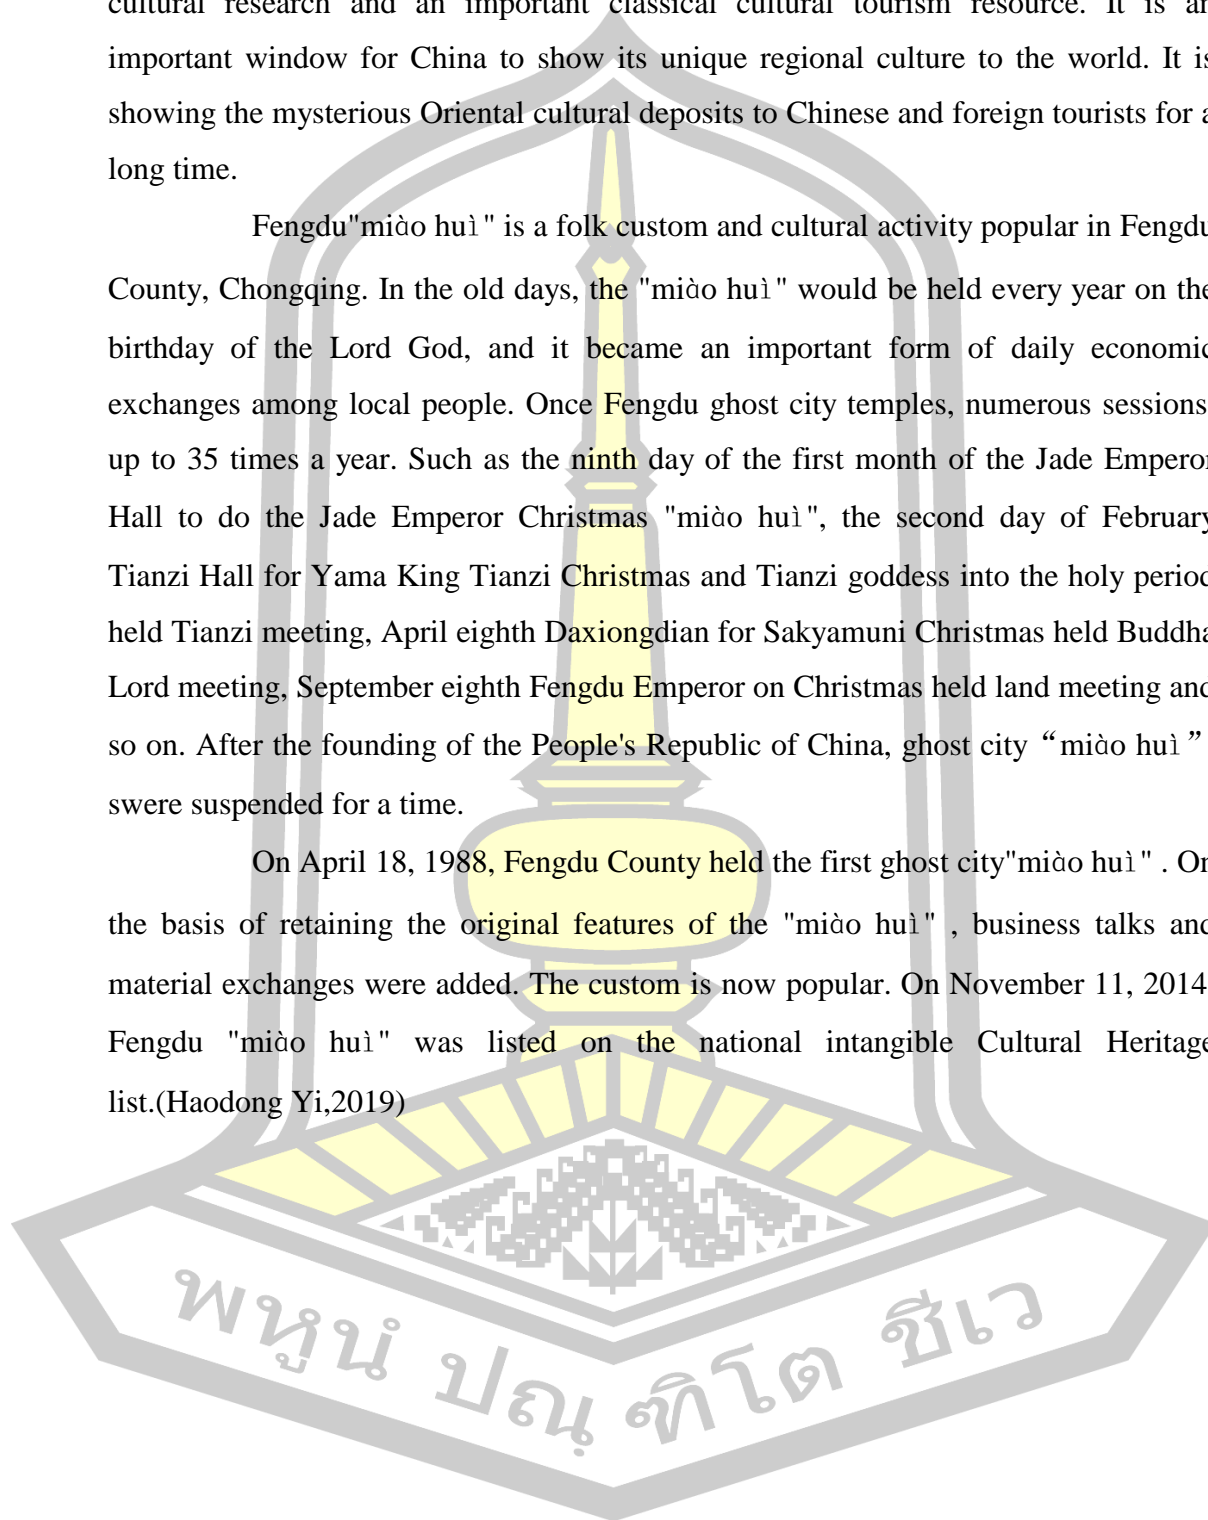 cultural research and an important classical cultural tourism resource. It is an
important window for China to show its unique regional culture to the world. It is
showing the mysterious Oriental cultural deposits to Chinese and foreign tourists for a
long time.
Fengdu"miào huì" is a folk custom and cultural activity popular in Fengdu
County, Chongqing. In the old days, the "miào huì" would be held every year on the
birthday of the Lord God, and it became an important form of daily economic
exchanges among local people. Once Fengdu ghost city temples, numerous sessions,
up to 35 times a year. Such as the ninth day of the first month of the Jade Emperor
Hall to do the Jade Emperor Christmas "miào huì", the second day of February
Tianzi Hall for Yama King Tianzi Christmas and Tianzi goddess into the holy period
held Tianzi meeting, April eighth Daxiongdian for Sakyamuni Christmas held Buddha
Lord meeting, September eighth Fengdu Emperor on Christmas held land meeting and
so on. After the founding of the People's Republic of China, ghost city “miào huì”
swere suspended for a time.
On April 18, 1988, Fengdu County held the first ghost city"miào huì" . On
the basis of retaining the original features of the "miào huì" , business talks and
material exchanges were added. The custom is now popular. On November 11, 2014,
Fengdu "miào huì" was listed on the national intangible Cultural Heritage
list.(Haodong Yi,2019)
พหูนํ ปณฺฑิโต ชีเว